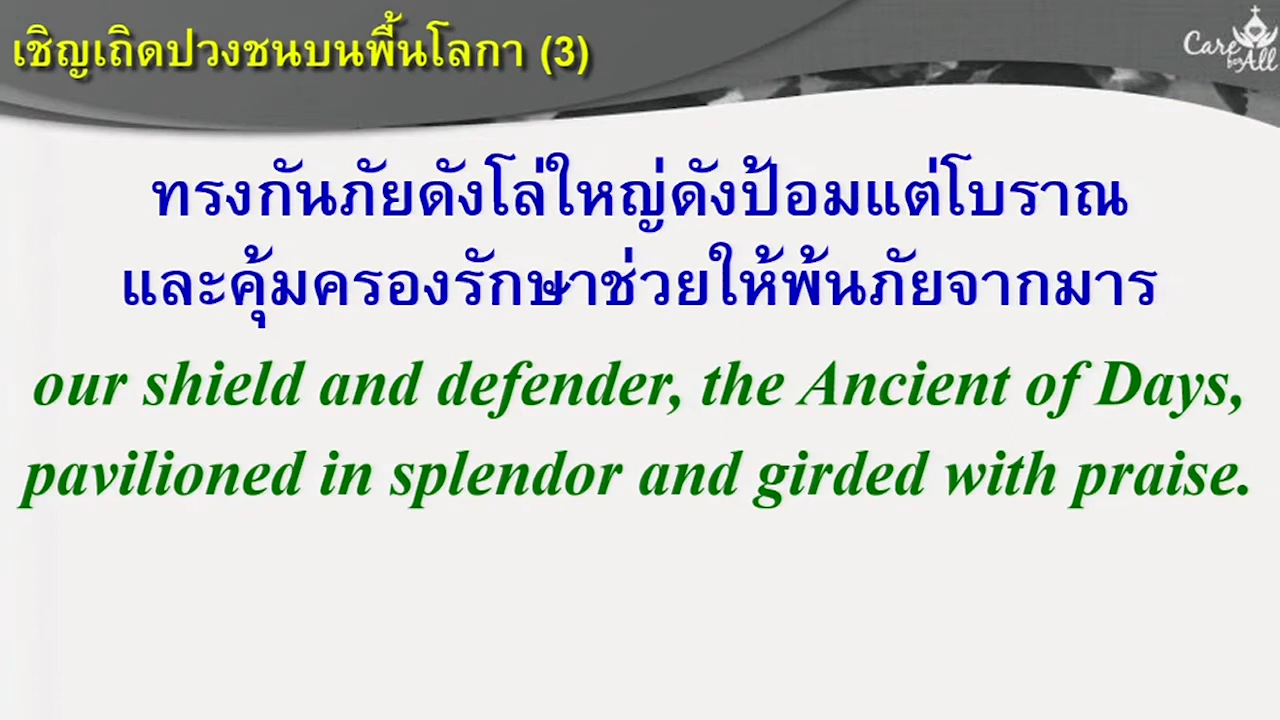 เชิญเถิดปวงชนบนพื้นโลกา (3)
Care for All
ทรงกันภัยดังโล่ใหญ่ดังป้อมแต่โบราณ
และคุ้มครองรักษาช่วยให้พ้นภัยจากมาร
our shield and defender, the Ancient of Days,
pavilioned in splendor and girded with praise.